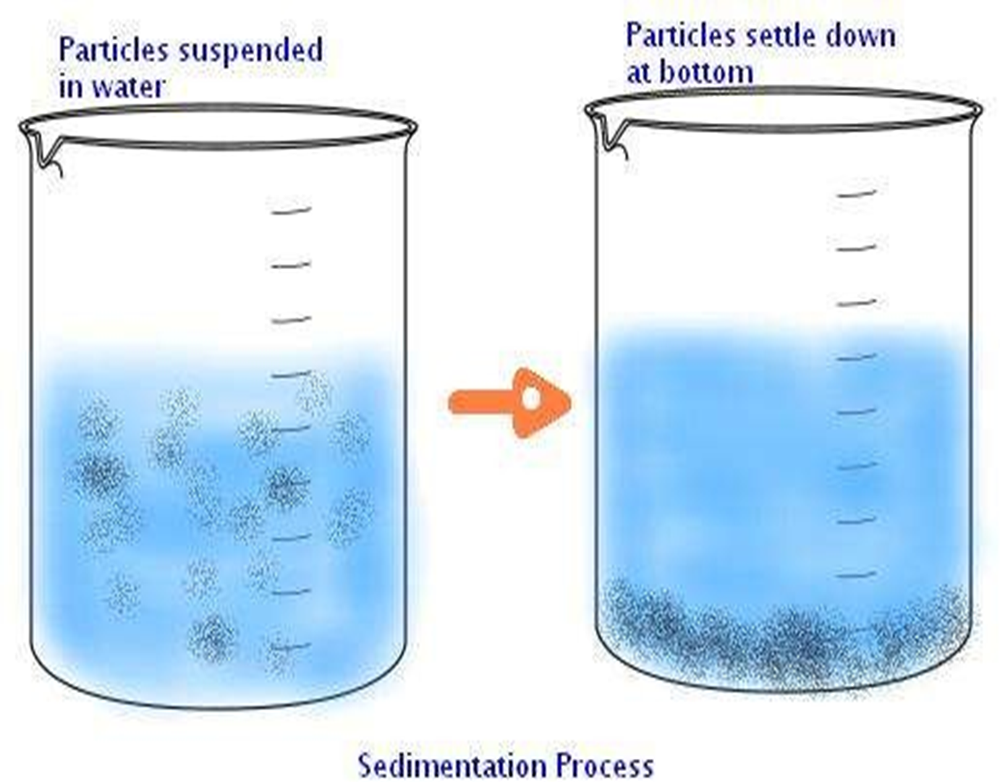 Particles suspended
in water
Particles settle down
at bottom
Sedimentation Process